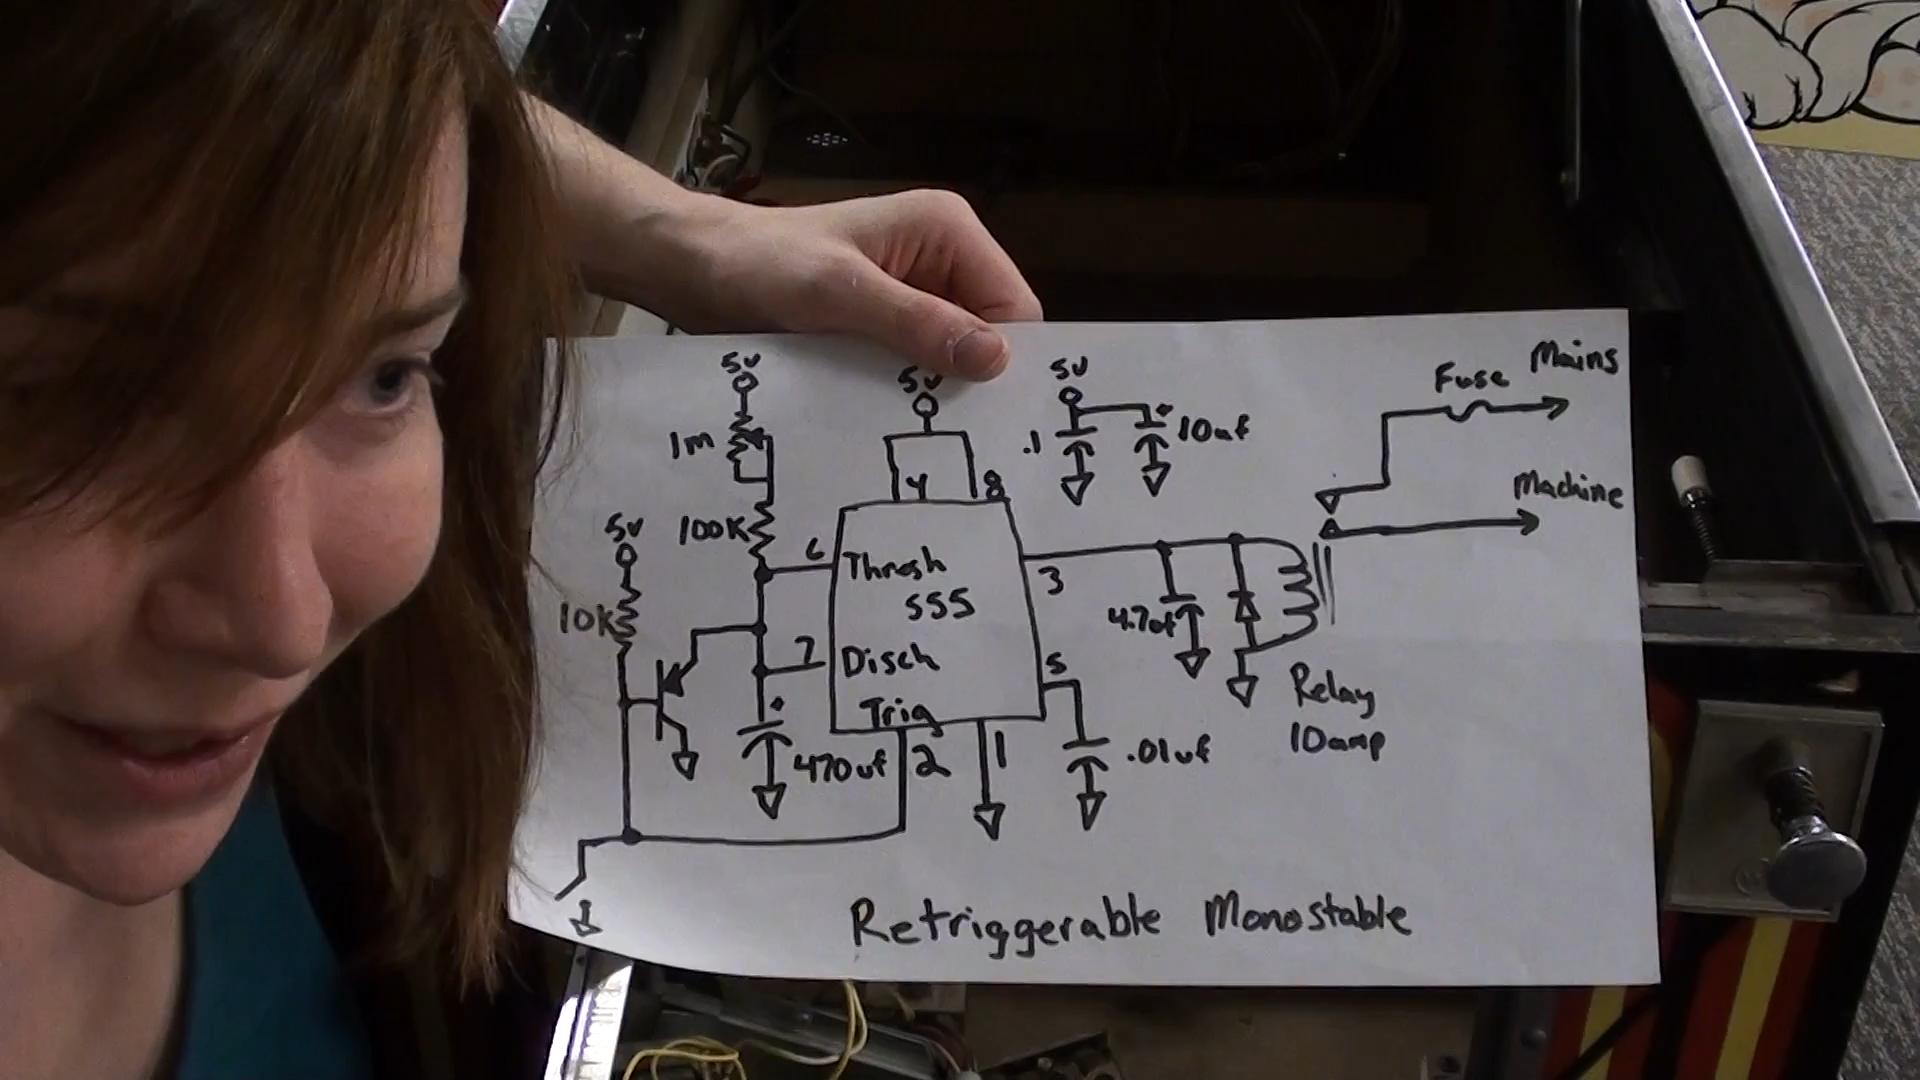 5v
5v
5v
Mains
Fuse
1m
.1
10uf
4
8
Machine
5v
100K
6
Thresh
3
555
10K
4.7uf
7
Disch
5
Relay
10amp
Trig
470uf
2
1
.01uf
Retriggerable Monostable